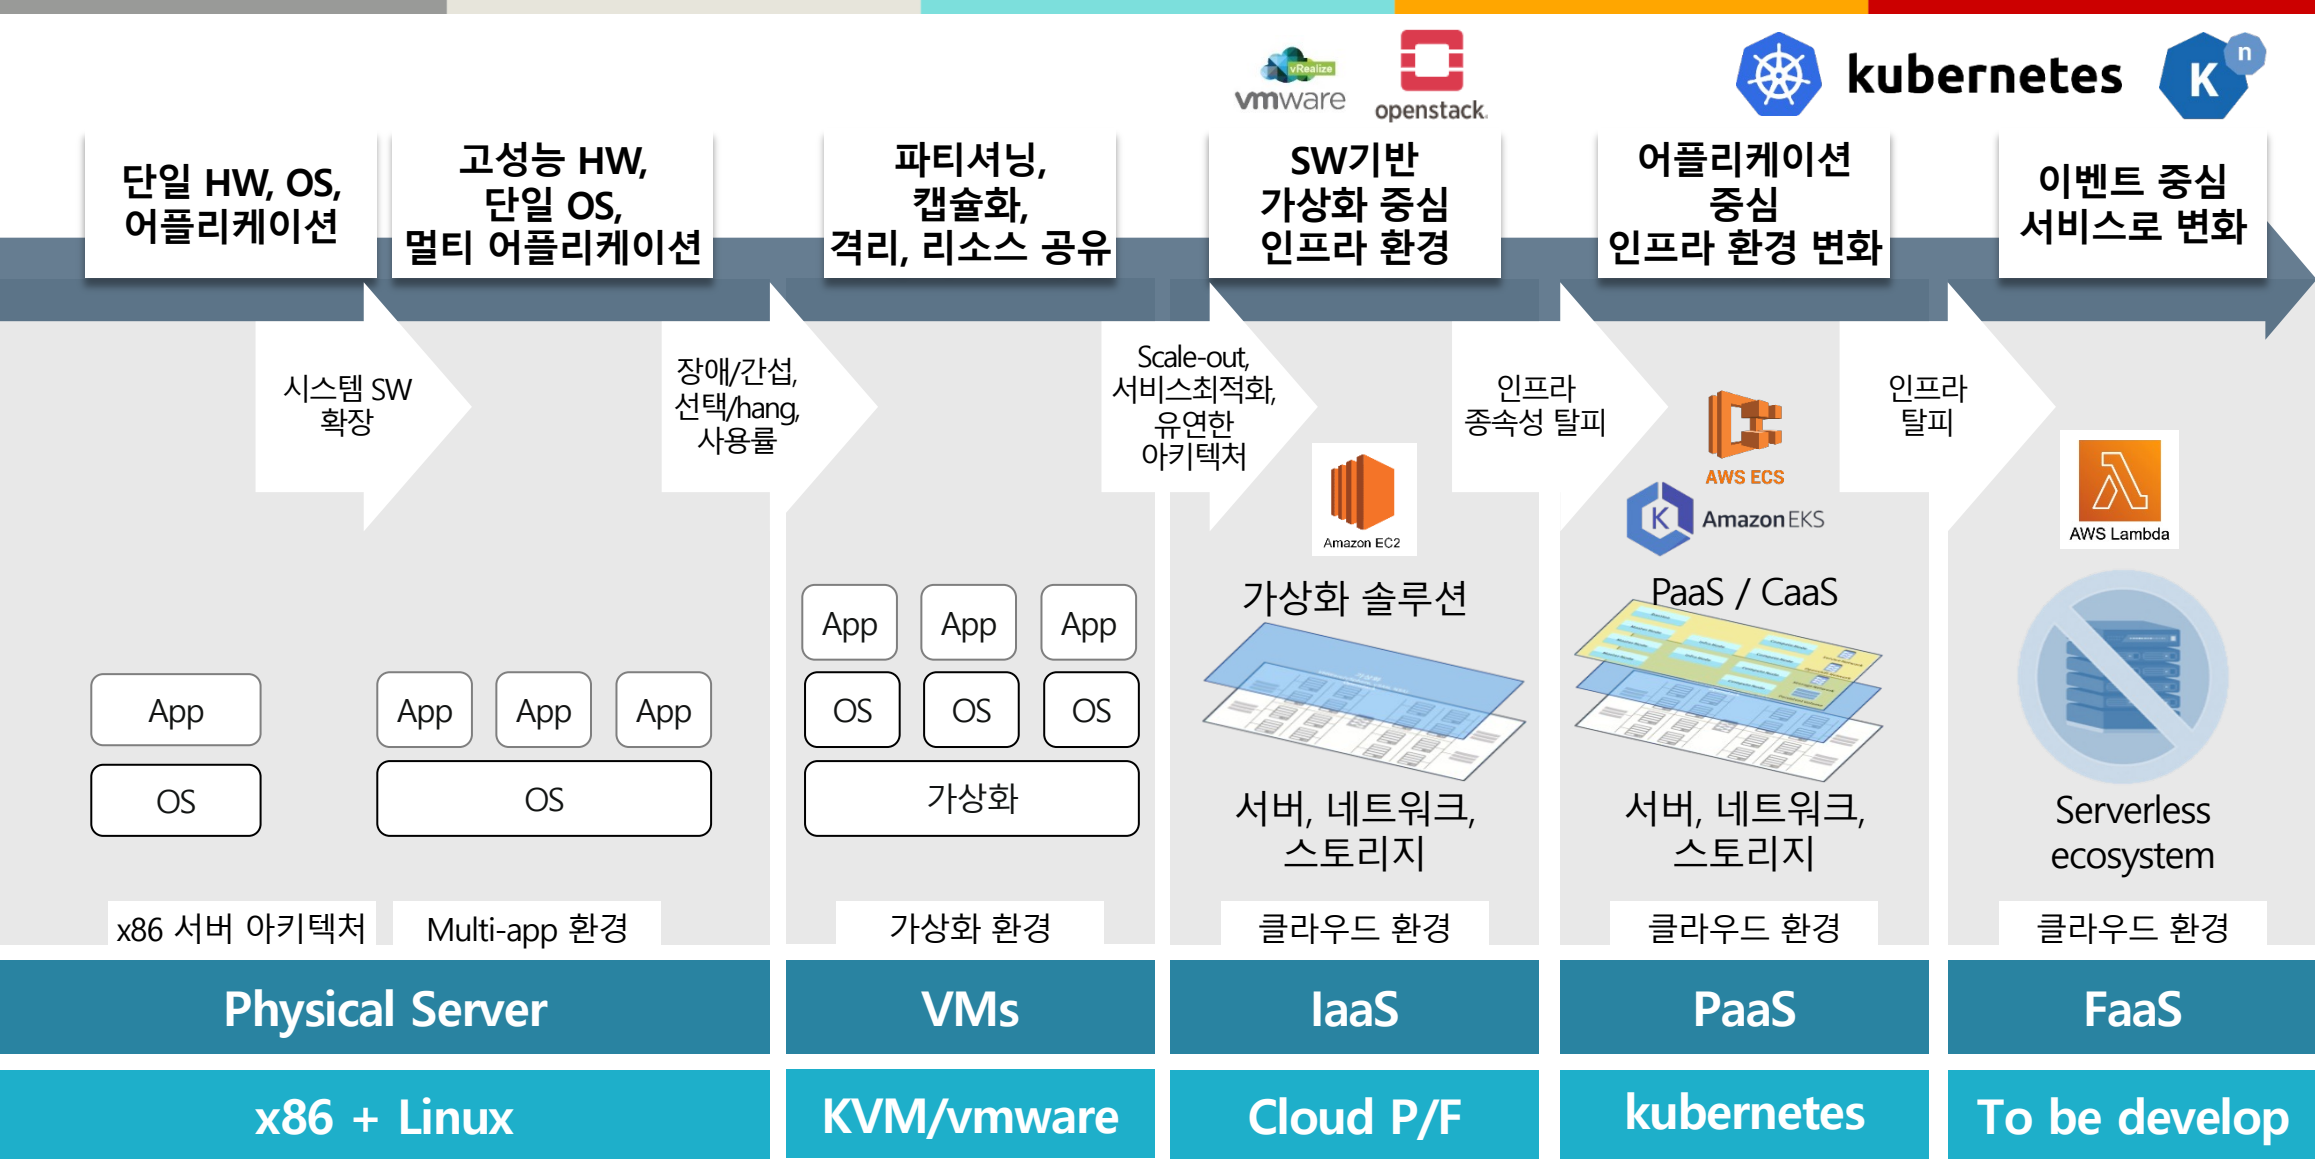 vRealize
vmware
openstack.
kubernetes
K
n
단일 HW, OS,
어플리케이션
고성능 HW,
단일 OS,
멀티 어플리케이션
파티셔닝,
캡슐화,
격리, 리소스 공유
SW기반
가상화 중심
인프라 환경
어플리케이션
중심
인프라 환경 변화
이벤트 중심
서비스로 변화
시스템 SW
확장
장애/간섭,
선택/hang,
사용률
Scale-out,
서비스최적화,
유연한
아키텍처
인프라
종속성 탈피
인프라
탈피
Amazon EC2
AWS ECS
K
Amazon EKS
AWS Lambda
App
OS
App
App
App
OS
App
App
App
OS
OS
OS
가상화
가상화 솔루션
서버, 네트워크,
스토리지
PaaS / CaaS
서버, 네트워크,
스토리지
Serverless
ecosystem
x86 서버 아키텍처
Multi-app 환경
가상화 환경
클라우드 환경
클라우드 환경
클라우드 환경
Physical Server
VMs
IaaS
PaaS
FaaS
x86 + Linux
KVM/vmware
Cloud P/F
kubernetes
To be develop